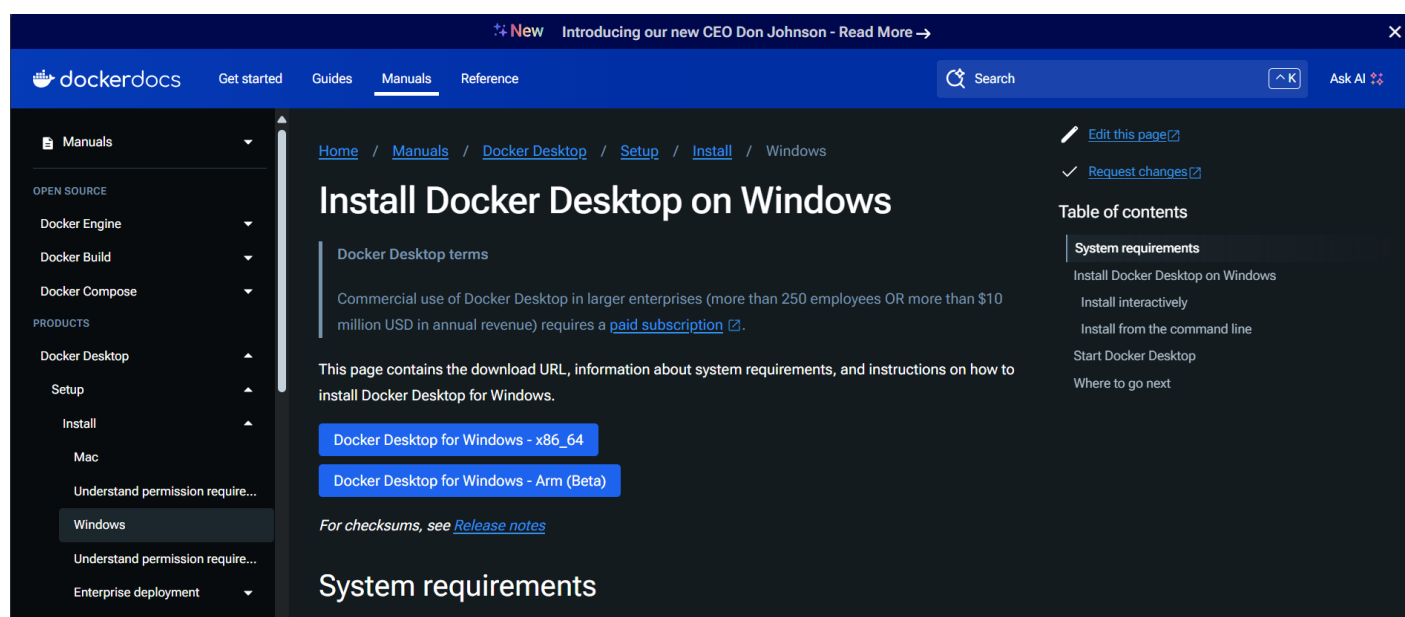 New Introducing our new CEO Don Johnson - Read More →
dockerdocs Get started Guides Manuals Reference Search ^ K Ask AI
Manuals
OPEN SOURCE
Docker Engine
Docker Build
Docker Compose
PRODUCTS
Docker Desktop
Setup
Install
Mac
Understand permission require...
Windows
Understand permission require...
Enterprise deployment
Home / Manuals / Docker Desktop / Setup / Install / Windows
Install Docker Desktop on Windows
Docker Desktop terms
Commercial use of Docker Desktop in larger enterprises (more than 250 employees OR more than $10
million USD in annual revenue) requires a paid subscription.
This page contains the download URL, information about system requirements, and instructions on how to
install Docker Desktop for Windows.
Docker Desktop for Windows - x86_64
Docker Desktop for Windows - Arm (Beta)
For checksums, see Release notes
System requirements
Edit this page
Request changes
Table of contents
System requirements
Install Docker Desktop on Windows
Install interactively
Install from the command line
Start Docker Desktop
Where to go next